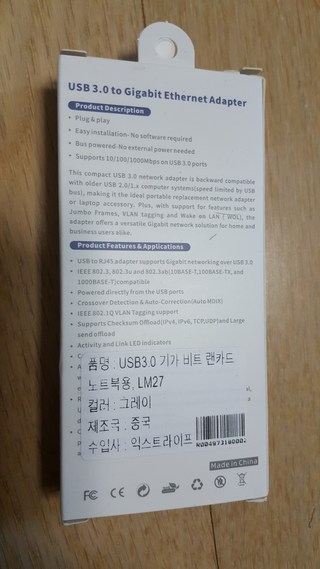 USB 3.0 to Gigabit Ethernet Adapter
Product Description
Plug & play
Easy installation- No software required
Bus powered-No external power needed
Supports 10/100/1000Mbps on USB 3.0 ports
This compact USB 3.0 network adapter is backward compatible
with older USB 2.0/1.x computer systems(speed limited by USB
bus), making it the ideal portable replacement network adapter
or laptop accessory. Plus, with support for features such as
Jumbo Frames, VLAN tagging and Wake on LAN ( WOL), the
adapter offers a versatile Gigabit network solution for home and
business users alike.
Product Features & Applications
USB to RJ45 adapter supports Gigabit networking over USB 3.0
IEEE 802.3, 802.3u and 802.3ab(10BASE-T,100BASE-TX, and
1000BASE-T)compatible
Powered directly from the USB ports
Crossover Detection & Auto-Correction(Auto MDIX)
IEEE 802.1Q VLAN Tagging support
Supports Checksum Offload(IPv4, IPv6, TCP,UDP)and Large
send offload
Activity and Link LED indicators
품명 : USB3.0 기가 비트 랜카드
노트북용, LM27
컬러 : 그레이
제조국 : 중국
수입사 : 익스트라이프
Made in China
FC CE